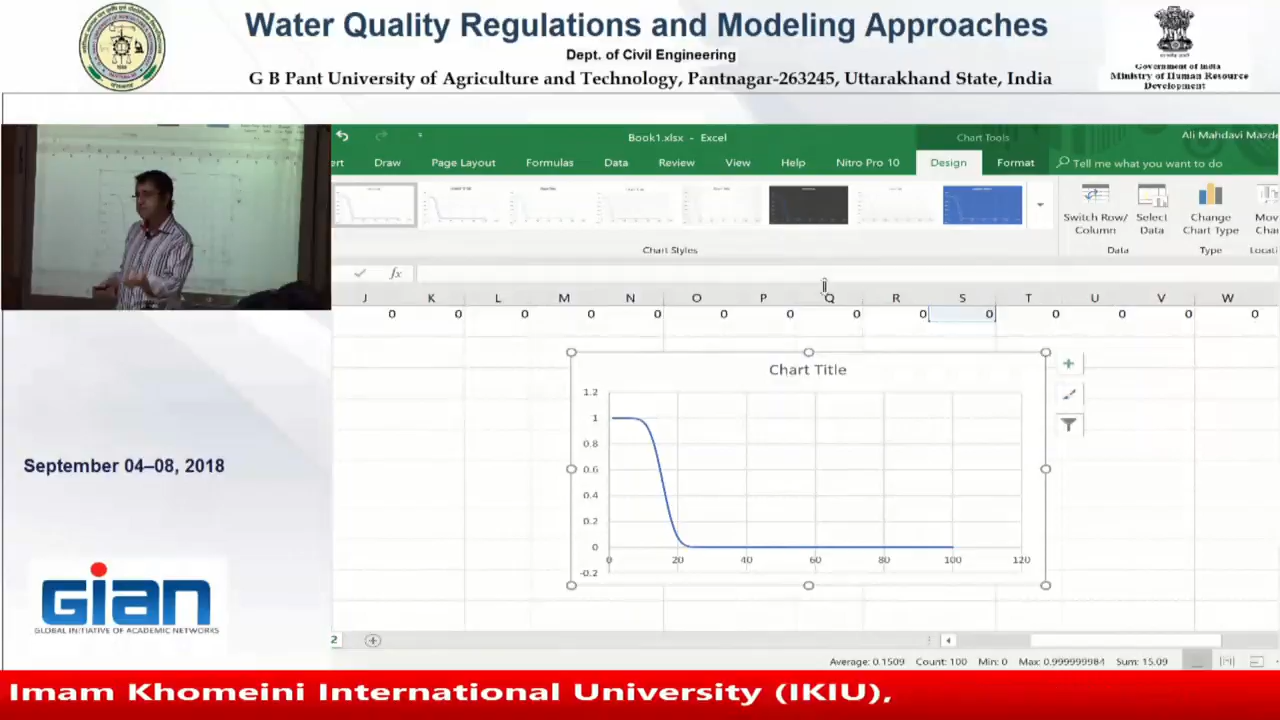 Water Quality Regulations and Modeling Approaches
Dept. of Civil Engineering
G B Pant University of Agriculture and Technology, Pantnagar-263245, Uttarakhand State, India
Government of India
Ministry of Human Resource
Development
Book1.xlsx - Excel
Chart Tools
Ali Mahdavi Mazde
ert Draw Page Layout Formulas Data Review View Help Nitro Pro 10 Design Format Tell me what you want to do
Switch Row/
Column
Select
Data
Change
Chart Type
Mov
Char
Chart Styles
Data
Type
Locati
fx
J K L M N O P Q R S T U V W
0 0 0 0 0 0 0 0 0 0 0 0 0 0
Chart Title
1.2
1
0.8
0.6
0.4
0.2
0
-0.2
0 20 40 60 80 100 120
September 04–08, 2018
GIAN
GLOBAL INITIATIVE OF ACADEMIC NETWORKS
2
Average: 0.1509 Count: 100 Min: 0 Max: 0.999999984 Sum: 15.09
Imam Khomeini International University (IKIU),